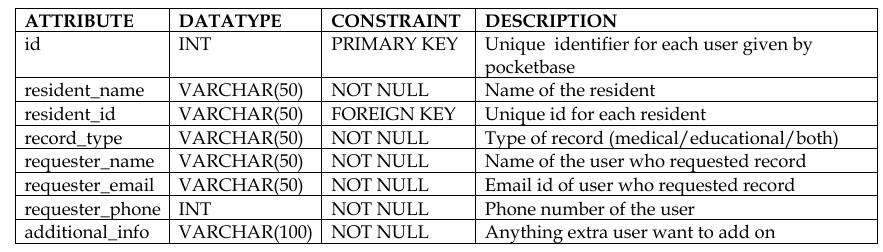 ATTRIBUTE DATATYPE CONSTRAINT DESCRIPTION
id INT PRIMARY KEY Unique identifier for each user given by
pocketbase
resident_name VARCHAR(50) NOT NULL Name of the resident
resident_id VARCHAR(50) FOREIGN KEY Unique id for each resident
record_type VARCHAR(50) NOT NULL Type of record (medical/educational/both)
requester_name VARCHAR(50) NOT NULL Name of the user who requested record
requester_email VARCHAR(50) NOT NULL Email id of user who requested record
requester_phone INT NOT NULL Phone number of the user
additional_info VARCHAR(100) NOT NULL Anything extra user want to add on